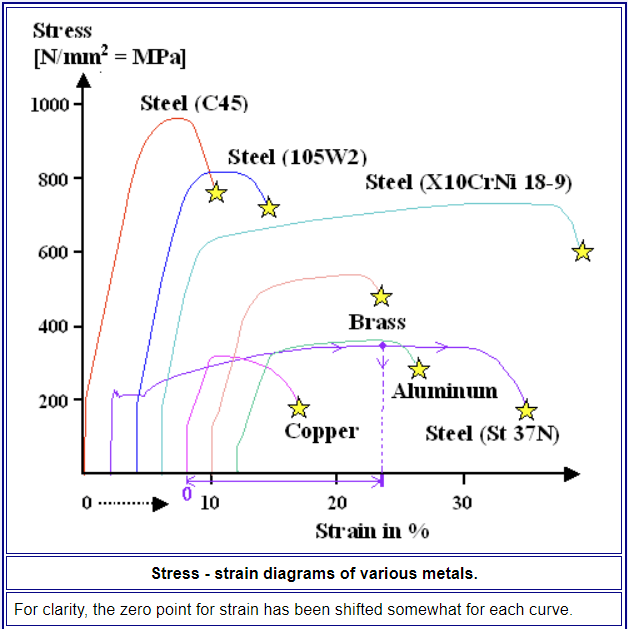 Stress
[N/mm² = MPa]
1000
Steel (C45)
Steel (105W2)
800
Steel (X10CrNi 18-9)
600
400
Brass
200
Aluminum
Copper
Steel (St 37N)
0
0
10
20
30
Strain in %
Stress - strain diagrams of various metals.
For clarity, the zero point for strain has been shifted somewhat for each curve.